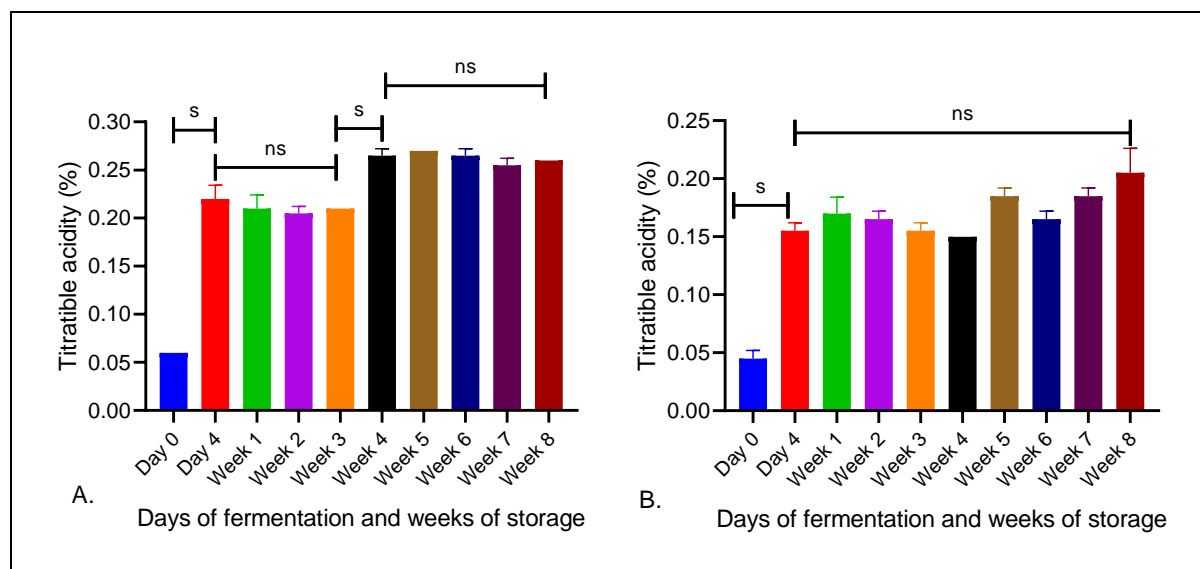 ns
s
s
ns
0.30
0.25
0.20
0.15
0.10
0.05
0.00
Titratible acidity (%)
Day 0
Day 4
Week 1
Week 2
Week 3
Week 4
Week 5
Week 6
Week 7
Week 8
A.
Days of fermentation and weeks of storage
ns
s
0.25
0.20
0.15
0.10
0.05
0.00
Titratible acidity (%)
Day 0
Day 4
Week 1
Week 2
Week 3
Week 4
Week 5
Week 6
Week 7
Week 8
B.
Days of fermentation and weeks of storage